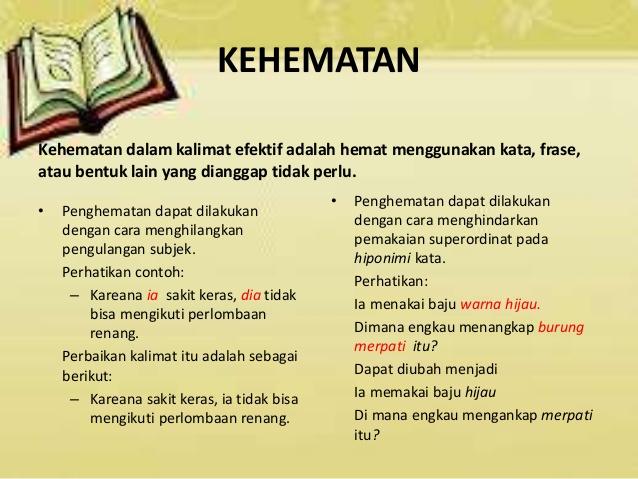 KEHEMATAN
Kehematan dalam kalimat efektif adalah hemat menggunakan kata, frase,
atau bentuk lain yang dianggap tidak perlu.
• Penghematan dapat dilakukan
dengan cara menghilangkan
pengulangan subjek.
Perhatikan contoh:
– Kareana ia sakit keras, dia tidak
bisa mengikuti perlombaan
renang.
Perbaikan kalimat itu adalah sebagai
berikut:
– Kareana sakit keras, ia tidak bisa
mengikuti perlombaan renang.
• Penghematan dapat dilakukan
dengan cara menghindarkan
pemakaian superordinat pada
hiponimi kata.
Perhatikan:
Ia menakai baju warna hijau.
Dimana engkau menangkap burung
merpati itu?
Dapat diubah menjadi
Ia memakai baju hijau
Di mana engkau mengankap merpati
itu?